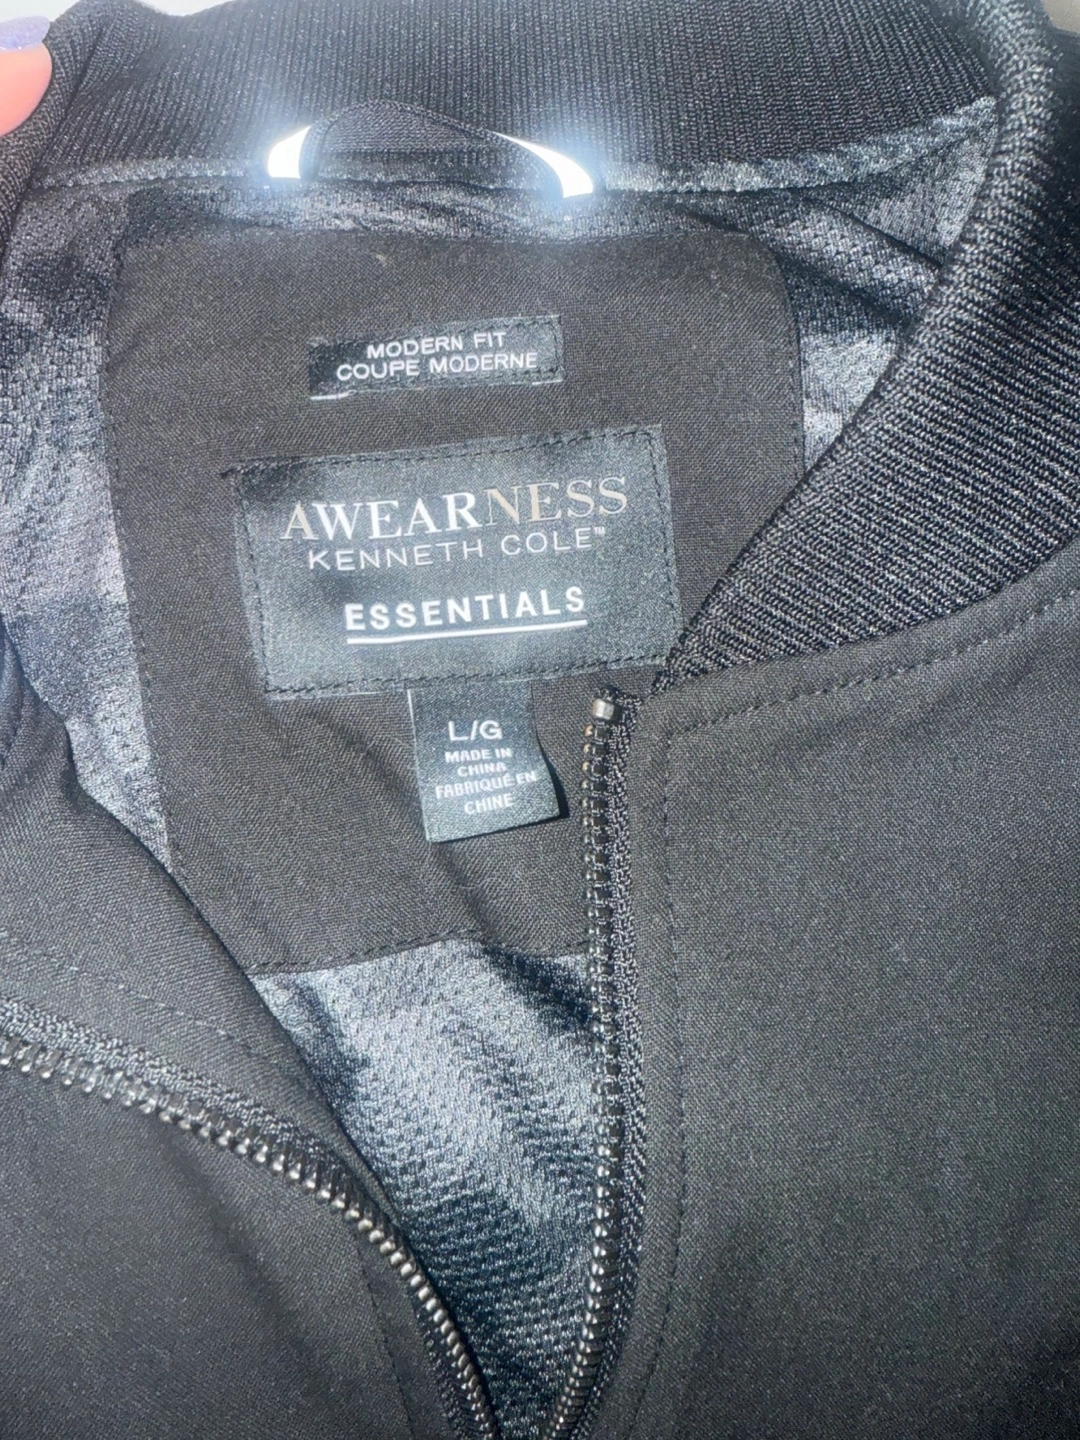 MODERN FIT
COUPE MODERNE
AWEARNESS
KENNETH COLE™
ESSENTIALS
L/G
MADE IN
CHINA
FABRIQUÉ EN
CHINE